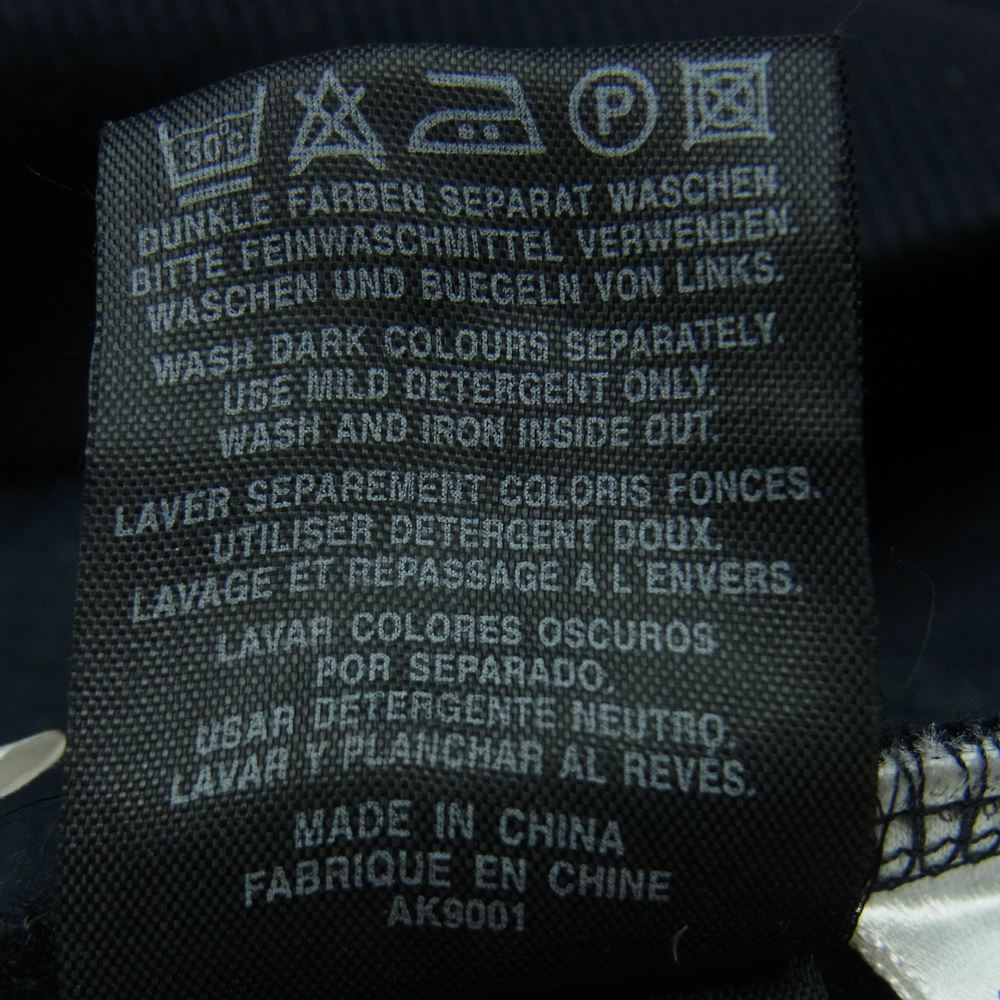 30°C P
DUNKLE FARBEN SEPARAT WASCHEN.
BITTE FEINWASCHMITTEL VERWENDEN.
WASCHEN UND BUEGELN VON LINKS.
WASH DARK COLOURS SEPARATELY.
USE MILD DETERGENT ONLY.
WASH AND IRON INSIDE OUT.
LAVER SEPAREMENT COLORIS FONCES.
UTILISER DETERGENT DOUX.
LAVAGE ET REPASSAGE A L'ENVERS.
LAVAR COLORES OSCUROS
POR SEPARADO.
USAR DETERGENTE NEUTRO.
LAVAR Y PLANCHAR AL REVES.
MADE IN CHINA
FABRIQUE EN CHINE
AK9001